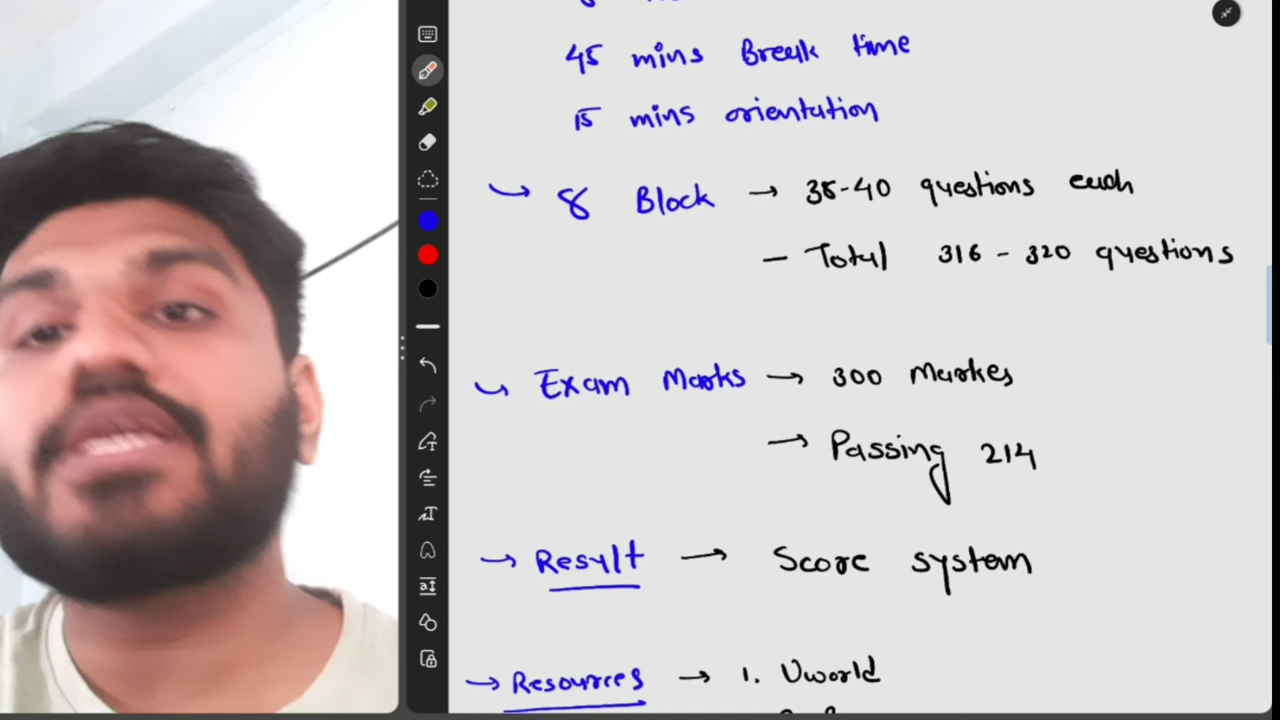 45 mins Break time
15 mins orientation
8 Block → 38-40 questions each
- Total 316 - 320 questions
Exam Marks → 300 Markes
→ Passing 214
→ Result → Score system
→ Resources → 1. Uworld